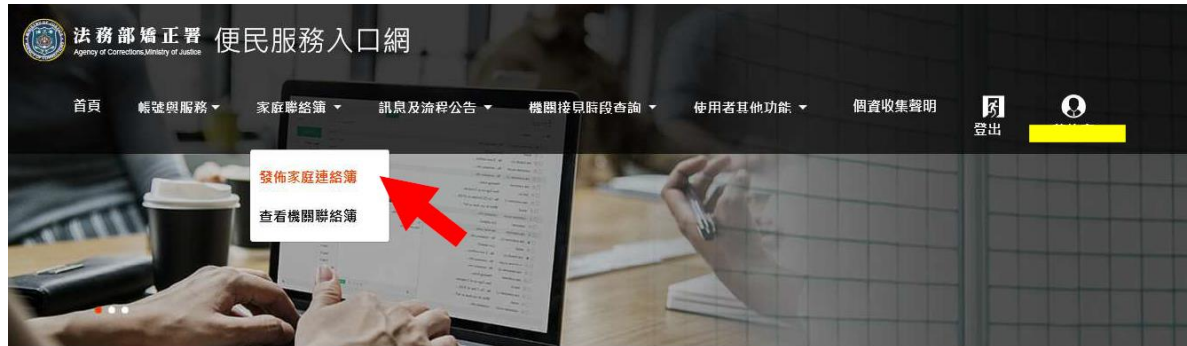 法務部矯正署 便民服務入口網
Agency of Corrections,Ministry of Justice
首頁 帳號與服務 家庭聯絡簿 訊息及流程公告 機關接見時段查詢 使用者其他功能 個資收集聲明
登出
發佈家庭連絡簿
查看機關聯絡簿